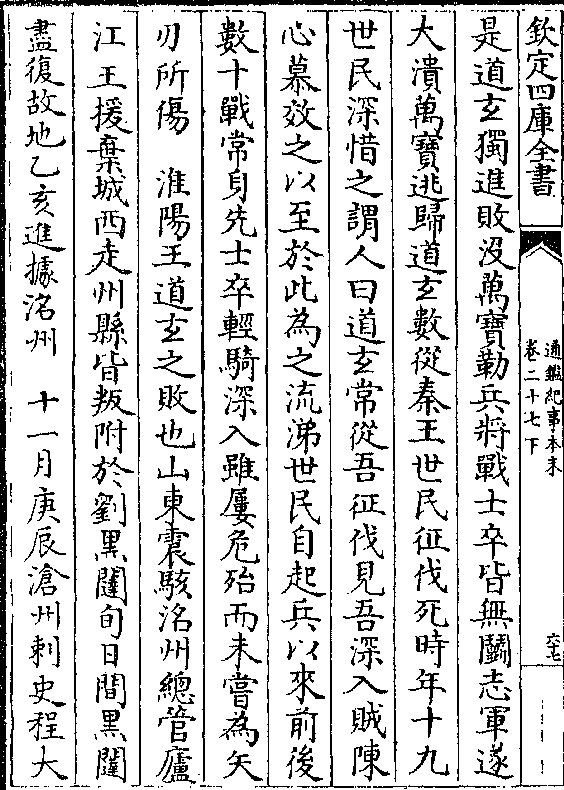 欽定四庫全書
通鑑紀事本末
卷二十七下
六七
是道玄獨進敗沒萬寶勒兵將戰士卒皆無鬭志軍遂
大潰萬寶逃歸道玄數從秦王世民征伐死時年十九
世民深惜之謂人曰道玄常從吾征伐見吾深入賊陳
心慕效之以至於此為之流涕世民自起兵以來前後
數十戰常身先士卒輕騎深入雖屢危殆而未嘗為矢
刃所傷　淮陽王道玄之敗也山東震駭洺州總管廬
江王援棄城西走州縣皆叛附於劉黑闥旬日間黑闥
盡復故地乙亥進據洺州　十一月庚辰滄州刺史程大